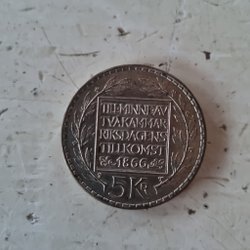 TILL·MINNE·AV
TVÅKAMMAR
RIKSDAGENS
TILLKOMST
1866
5 Kr